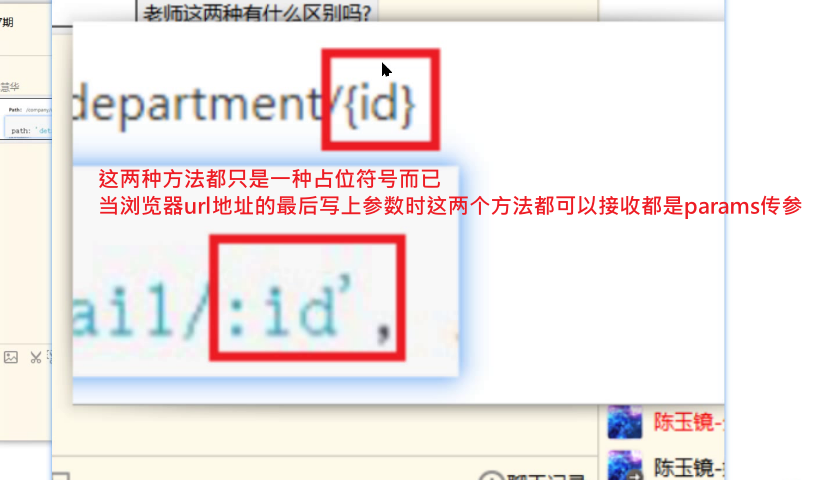 期
老师这两种有什么区别吗?
慧华
department/{id}
Path: /company/
path: 'det
这两种方法都只是一种占位符号而已
当浏览器url地址的最后写上参数时这两个方法都可以接收都是params传参
ail/:id',
陈玉镜-
陈玉镜-
聊天记录